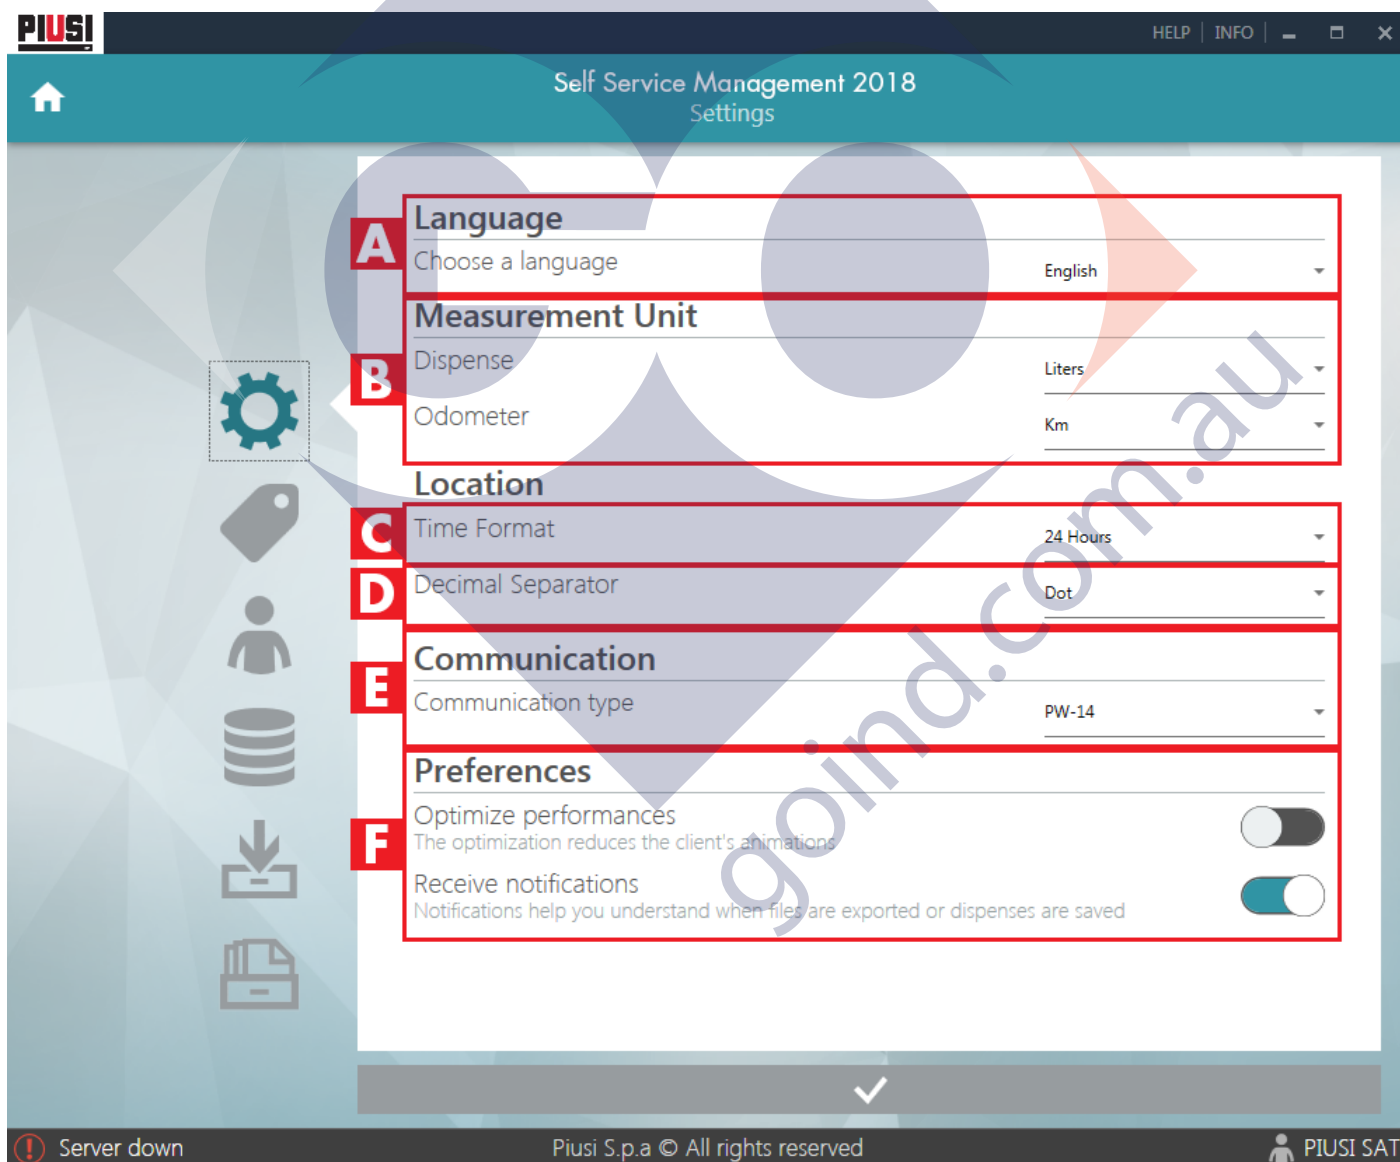 PIUSI
HELP INFO
Self Service Management 2018
Settings
A
Language
Choose a language English
Measurement Unit
B
Dispense Liters
Odometer Km
Location
C
Time Format 24 Hours
D
Decimal Separator Dot
Communication
E
Communication type PW-14
Preferences
F
Optimize performances
The optimization reduces the client's animations
Receive notifications
Notifications help you understand when files are exported or dispenses are saved
goind.com.au
Server down Piusi S.p.a © All rights reserved PIUSI SAT